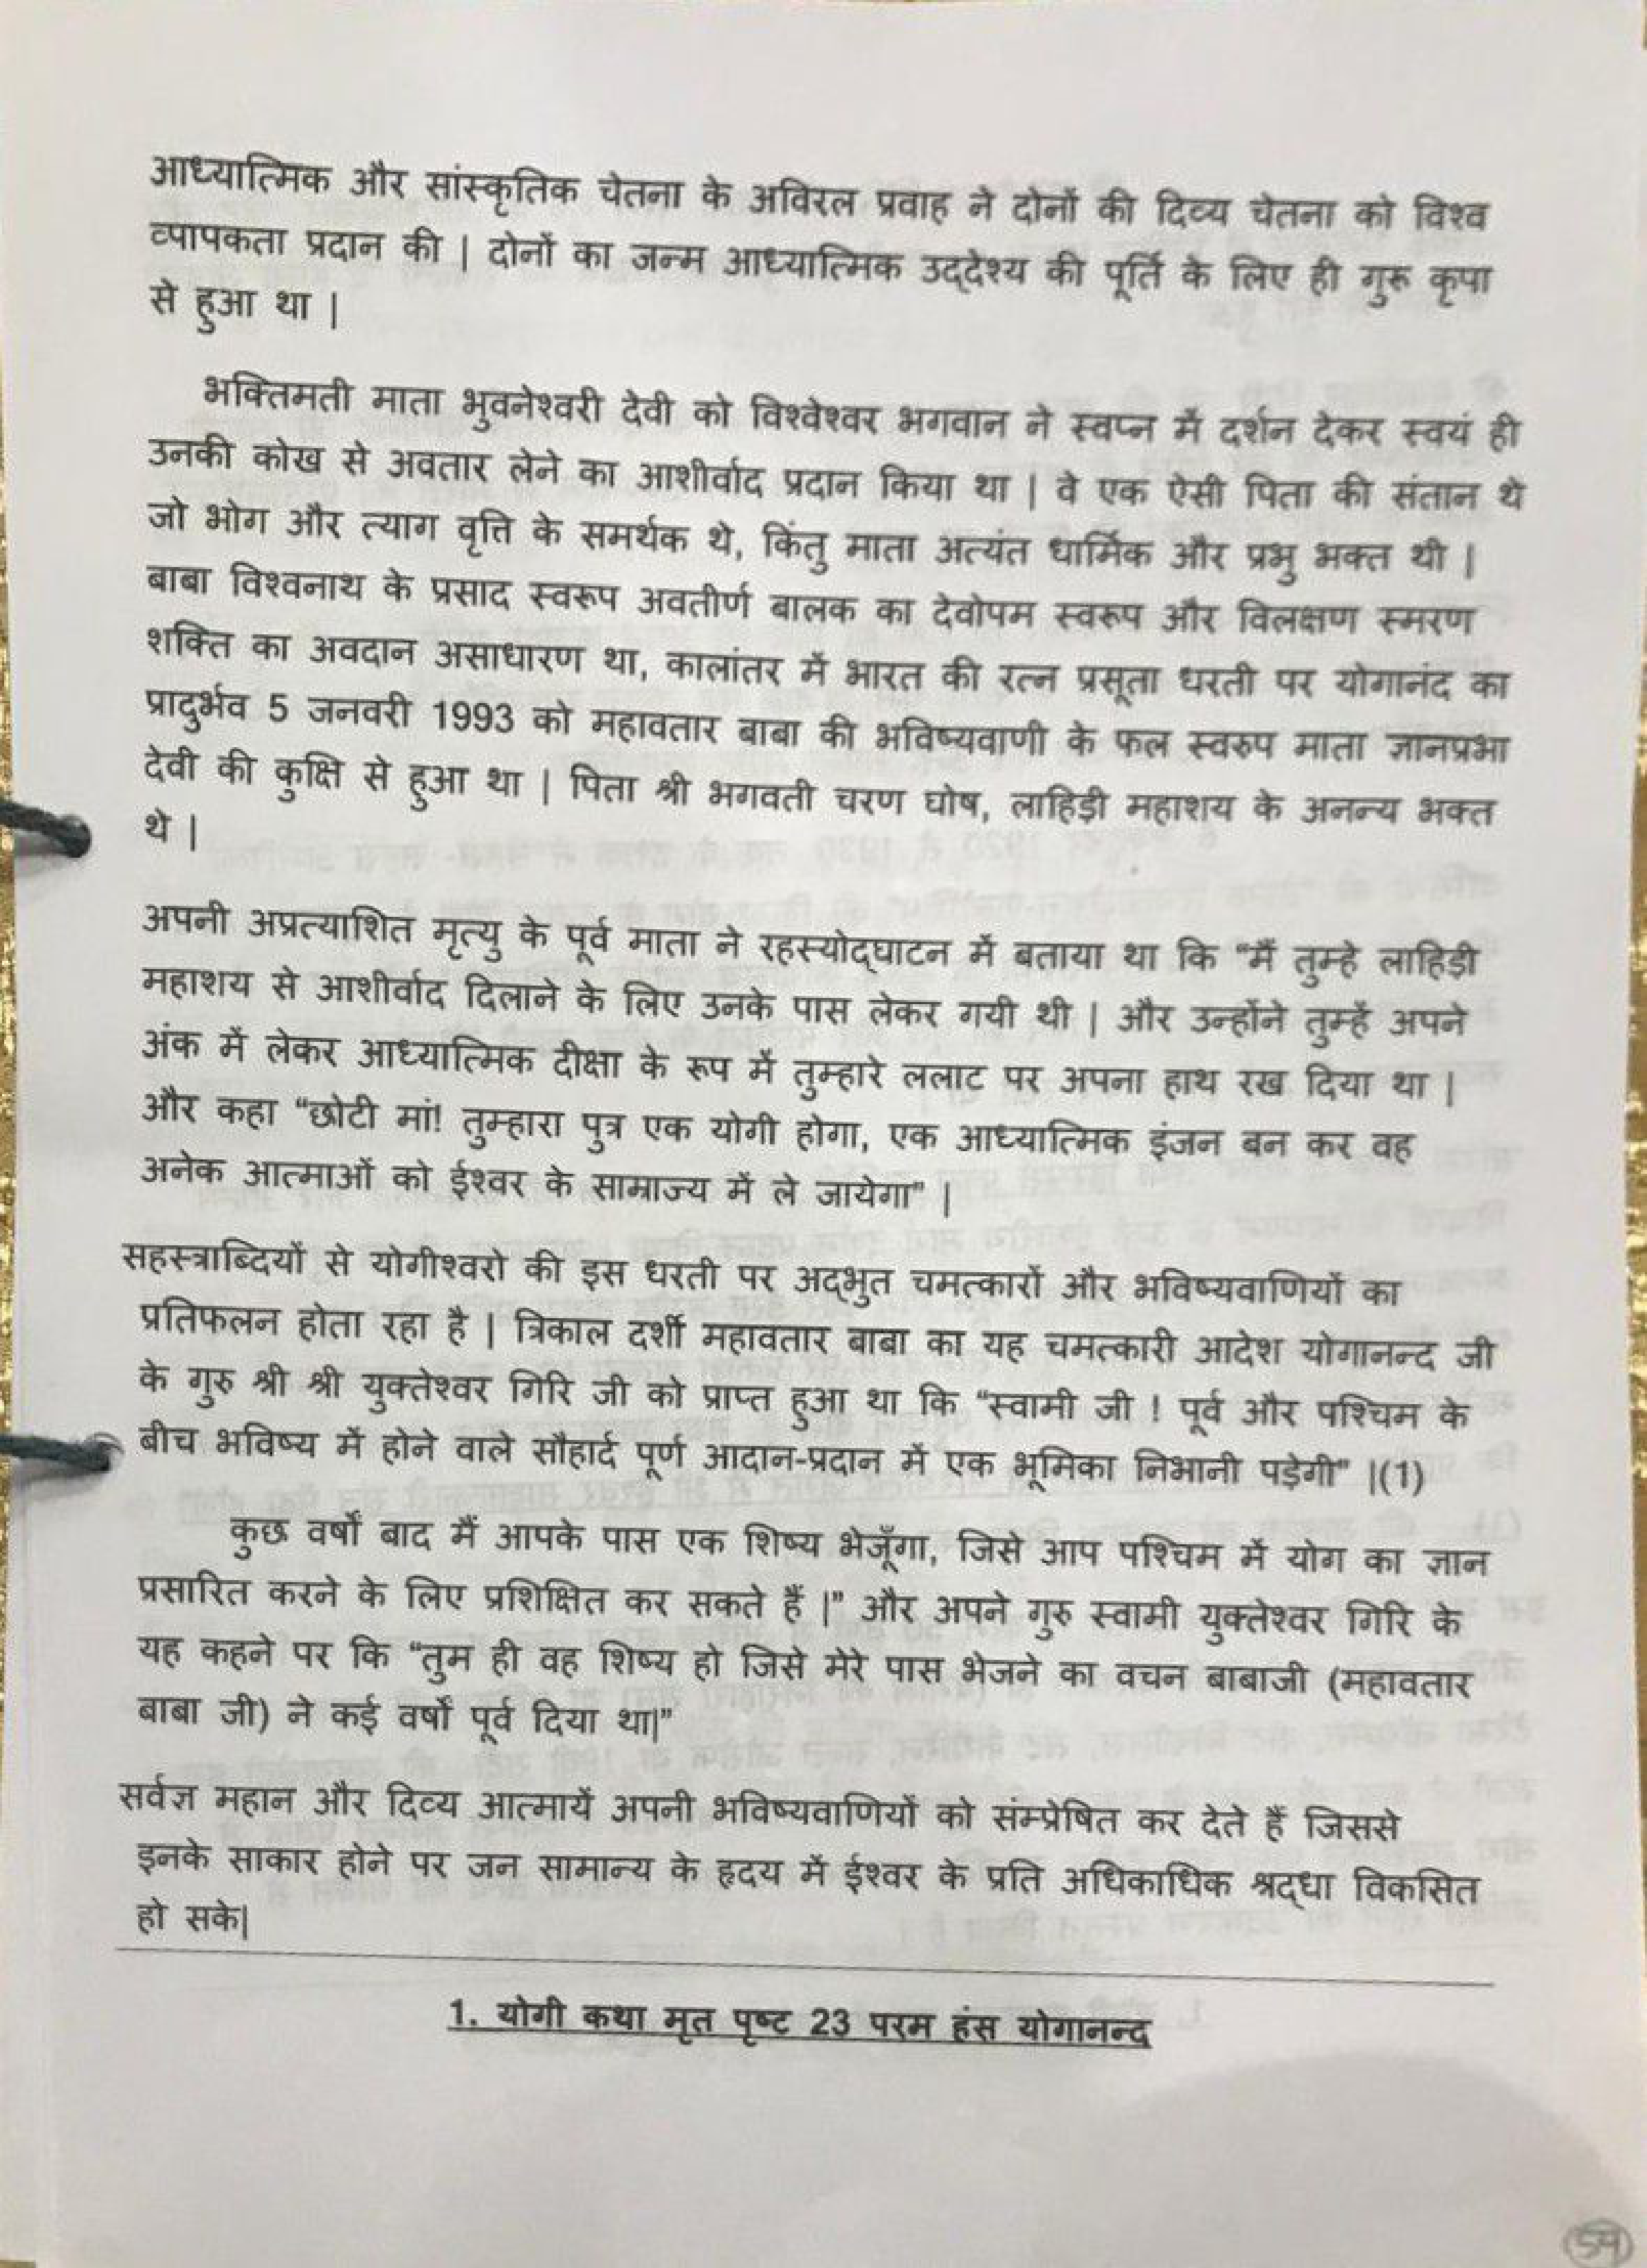 आध्यात्मिक और सांस्कृतिक चेतना के अविरल प्रवाह ने दोनों की दिव्य चेतना को विश्व
व्यापकता प्रदान की | दोनों का जन्म आध्यात्मिक उद्देश्य की पूर्ति के लिए ही गुरू कृपा
से हुआ था |
भक्तिमती माता भुवनेश्वरी देवी को विश्वेश्वर भगवान ने स्वप्न में दर्शन देकर स्वयं ही
उनकी कोख से अवतार लेने का आशीर्वाद प्रदान किया था | वे एक ऐसी पिता की संतान थे
जो भोग और त्याग वृत्ति के समर्थक थे, किंतु माता अत्यंत धार्मिक और प्रभु भक्त थी |
बाबा विश्वनाथ के प्रसाद स्वरूप अवतीर्ण बालक का देवोपम स्वरूप और विलक्षण स्मरण
शक्ति का अवदान असाधारण था, कालांतर में भारत की रत्न प्रसूता धरती पर योगानंद का
प्रादुर्भव 5 जनवरी 1993 को महावतार बाबा की भविष्यवाणी के फल स्वरुप माता ज्ञानप्रभा
देवी की कुक्षि से हुआ था | पिता श्री भगवती चरण घोष, लाहिड़ी महाशय के अनन्य भक्त
थे |
अपनी अप्रत्याशित मृत्यु के पूर्व माता ने रहस्योद्घाटन में बताया था कि “मैं तुम्हे लाहिड़ी
महाशय से आशीर्वाद दिलाने के लिए उनके पास लेकर गयी थी | और उन्होंने तुम्हें अपने
अंक में लेकर आध्यात्मिक दीक्षा के रूप में तुम्हारे ललाट पर अपना हाथ रख दिया था |
और कहा “छोटी मां! तुम्हारा पुत्र एक योगी होगा, एक आध्यात्मिक इंजन बन कर वह
अनेक आत्माओं को ईश्वर के साम्राज्य में ले जायेगा” |
सहस्त्राब्दियों से योगीश्वरो की इस धरती पर अद्भुत चमत्कारों और भविष्यवाणियों का
प्रतिफलन होता रहा है | त्रिकाल दर्शी महावतार बाबा का यह चमत्कारी आदेश योगानन्द जी
के गुरु श्री श्री युक्तेश्वर गिरि जी को प्राप्त हुआ था कि “स्वामी जी ! पूर्व और पश्चिम के
बीच भविष्य में होने वाले सौहार्द पूर्ण आदान-प्रदान में एक भूमिका निभानी पड़ेगी” |(1)
कुछ वर्षों बाद मैं आपके पास एक शिष्य भेजूँगा, जिसे आप पश्चिम में योग का ज्ञान
प्रसारित करने के लिए प्रशिक्षित कर सकते हैं |” और अपने गुरु स्वामी युक्तेश्वर गिरि के
यह कहने पर कि “तुम ही वह शिष्य हो जिसे मेरे पास भेजने का वचन बाबाजी (महावतार
बाबा जी) ने कई वर्षों पूर्व दिया था|”
सर्वज्ञ महान और दिव्य आत्मायें अपनी भविष्यवाणियों को संम्प्रेषित कर देते हैं जिससे
इनके साकार होने पर जन सामान्य के हृदय में ईश्वर के प्रति अधिकाधिक श्रद्धा विकसित
हो सके|
1. योगी कथा मृत पृष्ट 23 परम हंस योगानन्द
54